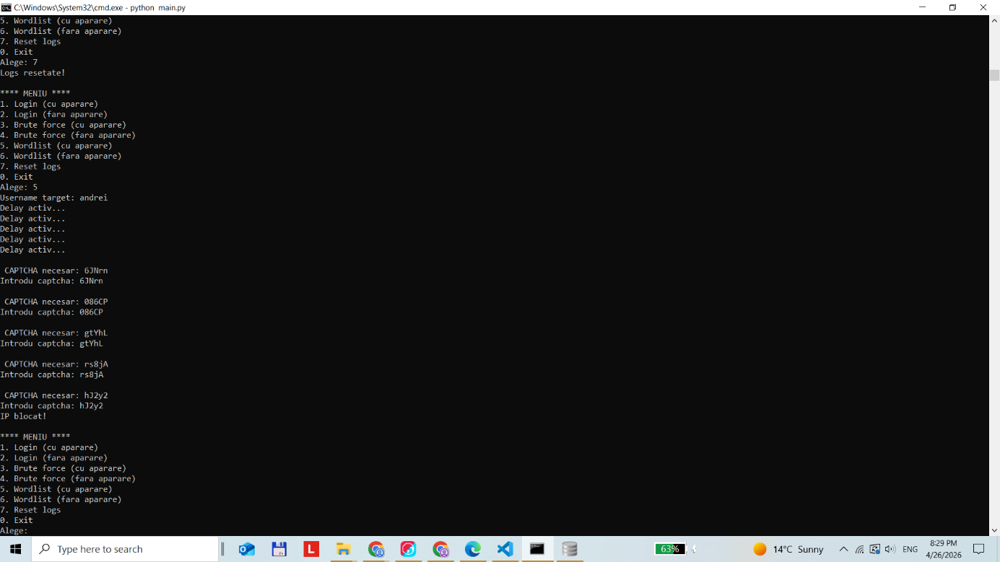 C:\Windows\System32\cmd.exe - python  main.py
5. Wordlist (cu aparare)
6. Wordlist (fara aparare)
7. Reset logs
0. Exit
Alege: 7
Logs resetate!
**** MENIU ****
1. Login (cu aparare)
2. Login (fara aparare)
3. Brute force (cu aparare)
4. Brute force (fara aparare)
5. Wordlist (cu aparare)
6. Wordlist (fara aparare)
7. Reset logs
0. Exit
Alege: 5
Username target: andrei
Delay activ...
Delay activ...
Delay activ...
Delay activ...
Delay activ...
CAPTCHA necesar: 6JNrn
Introdu captcha: 6JNrn
CAPTCHA necesar: 086CP
Introdu captcha: 086CP
CAPTCHA necesar: gtYhL
Introdu captcha: gtYhL
CAPTCHA necesar: rs8jA
Introdu captcha: rs8jA
CAPTCHA necesar: hJ2y2
Introdu captcha: hJ2y2
IP blocat!
**** MENIU ****
1. Login (cu aparare)
2. Login (fara aparare)
3. Brute force (cu aparare)
4. Brute force (fara aparare)
5. Wordlist (cu aparare)
6. Wordlist (fara aparare)
7. Reset logs
0. Exit
Alege:
Type here to search
L
63%
14°C Sunny
ENG
8:29 PM
4/26/2026